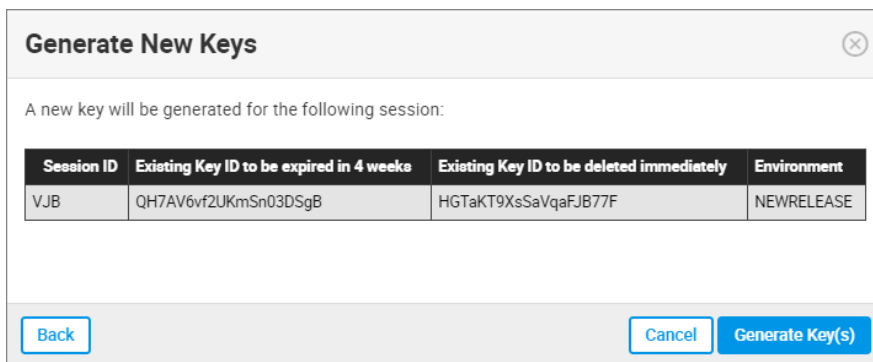 Generate New Keys
A new key will be generated for the following session:
Session ID Existing Key ID to be expired in 4 weeks Existing Key ID to be deleted immediately Environment
VJB QH7AV6vf2UKmSn03DSgB HGTaKT9XsSaVqaFJB77F NEWRELEASE
Back Cancel Generate Key(s)